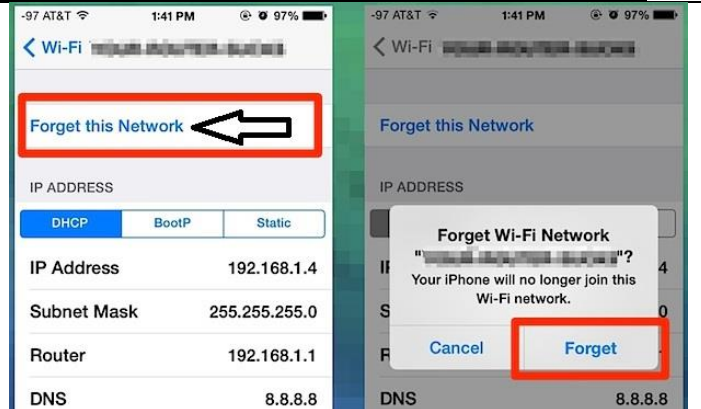 -97 AT&T 1:41 PM 97%
Wi-Fi
Forget this Network
IP ADDRESS
DHCP BootP Static
IP Address 192.168.1.4
Subnet Mask 255.255.255.0
Router 192.168.1.1
DNS 8.8.8.8
-97 AT&T 1:41 PM 97%
Wi-Fi
Forget this Network
IP ADDRESS
Forget Wi-Fi Network
" "?
Your iPhone will no longer join this
Wi-Fi network.
Cancel Forget
DNS 8.8.8.8